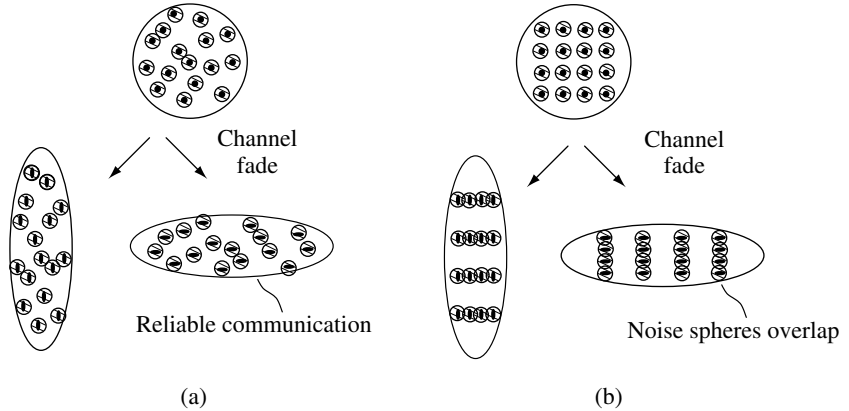 Channel
fade
Reliable communication
(a)
Channel
fade
Noise spheres overlap
(b)